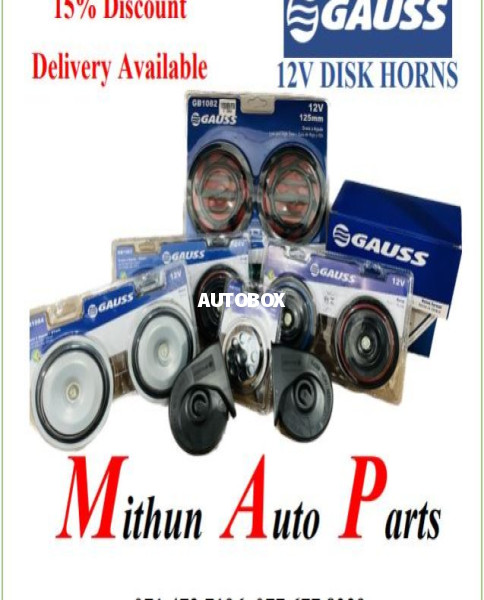 15% Discount
GAUSS
Delivery Available
12V DISK HORNS
GB1082
12V
125mm
GAUSS
GAUSS
GAUSS
12V
GAUSS
12V
GAUSS
AUTOBOX
Mithun Auto Parts